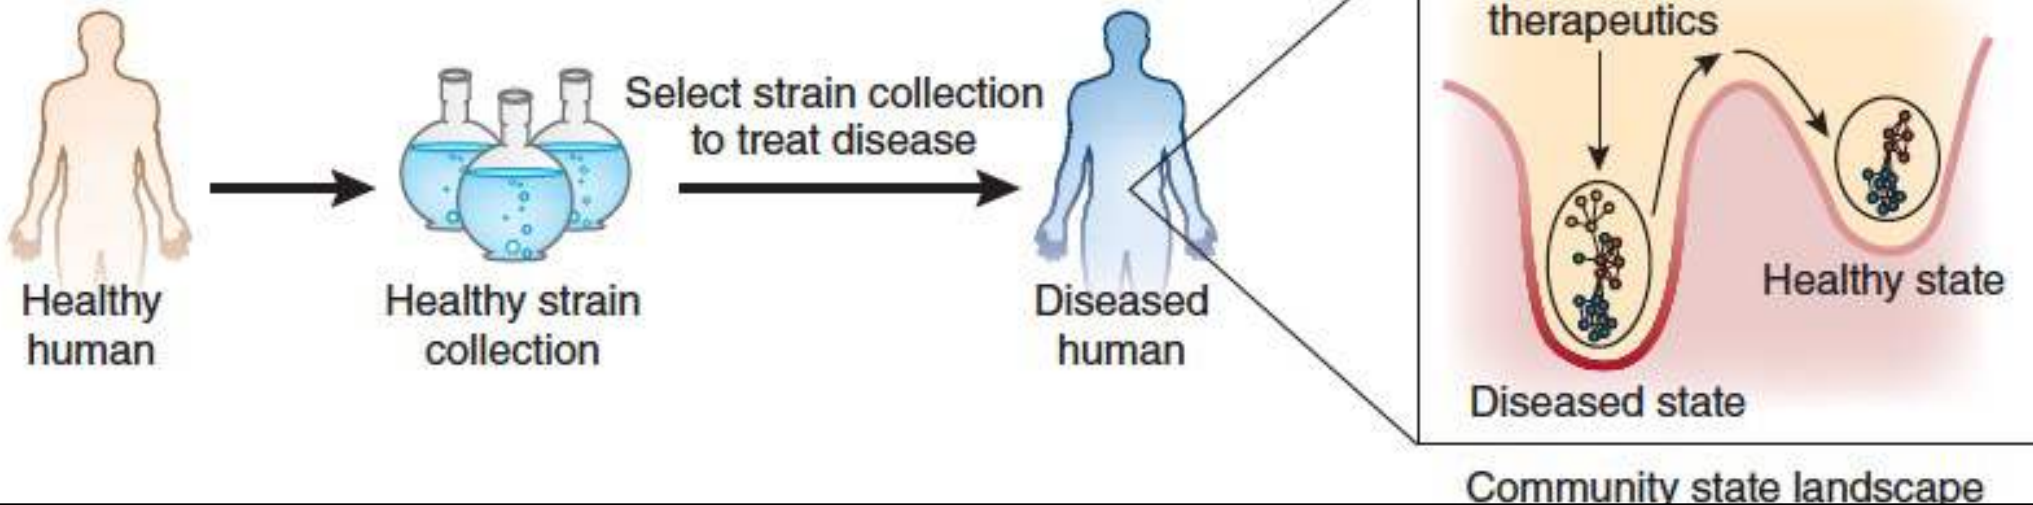 Healthy
human
Healthy strain
collection
Select strain collection
to treat disease
Diseased
human
therapeutics
Diseased state
Healthy state
Community state landscape